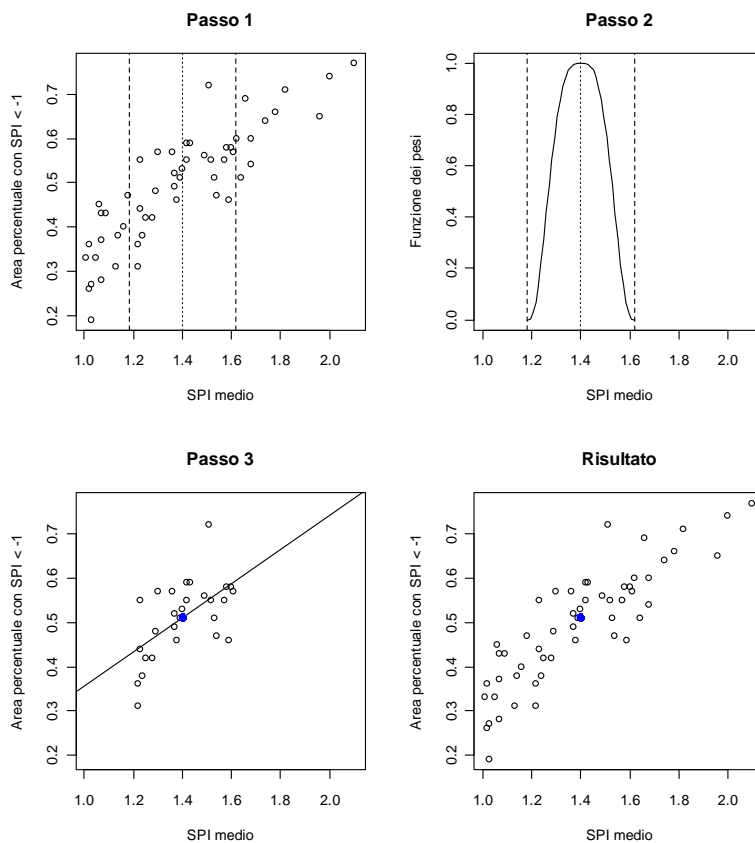 Passo 1
Area percentuale con SPI < -1
0.2 0.3 0.4 0.5 0.6 0.7
1.0 1.2 1.4 1.6 1.8 2.0
SPI medio
Passo 2
Funzione dei pesi
0.0 0.2 0.4 0.6 0.8 1.0
1.0 1.2 1.4 1.6 1.8 2.0
SPI medio
Passo 3
Area percentuale con SPI < -1
0.2 0.3 0.4 0.5 0.6 0.7
1.0 1.2 1.4 1.6 1.8 2.0
SPI medio
Risultato
Area percentuale con SPI < -1
0.2 0.3 0.4 0.5 0.6 0.7
1.0 1.2 1.4 1.6 1.8 2.0
SPI medio